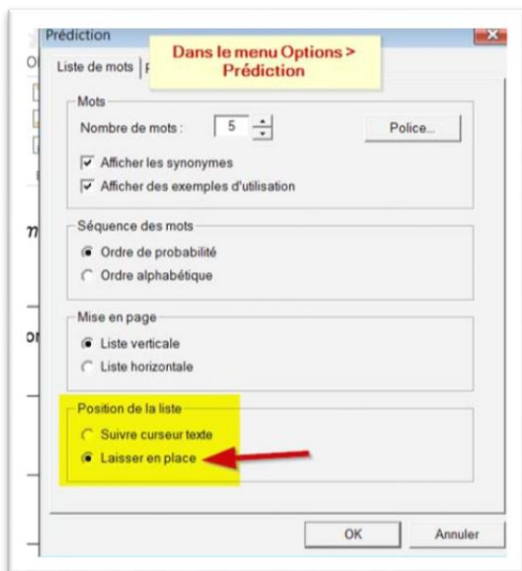 Prédiction
Dans le menu Options >
Prédiction
Liste de mots
Mots
Nombre de mots : 5
Police...
Afficher les synonymes
Afficher des exemples d'utilisation
Séquence des mots
Ordre de probabilité
Ordre alphabétique
Mise en page
Liste verticale
Liste horizontale
Position de la liste
Suivre curseur texte
Laisser en place
OK Annuler